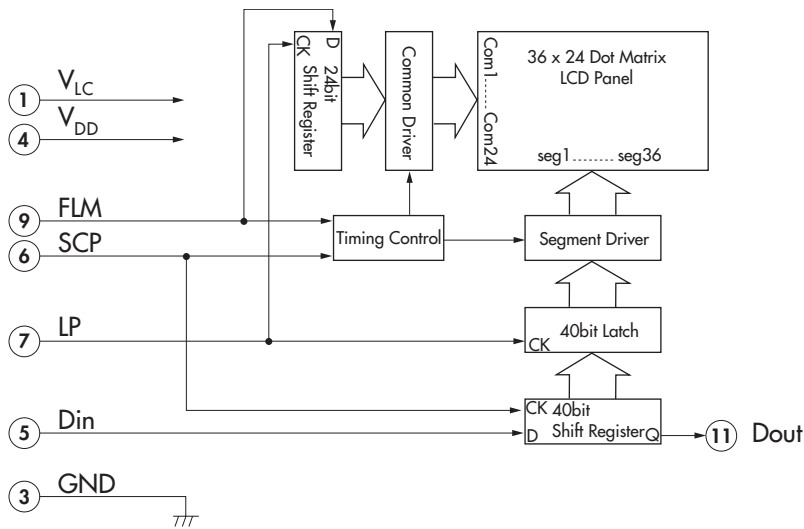 D
CK
24bit
Shift Register
Common Driver
Com1........Com24
36 x 24 Dot Matrix
LCD Panel
seg1........ seg36
1 VLC
4 VDD
9 FLM
6 SCP
Timing Control
Segment Driver
7 LP
40bit Latch
CK
CK 40bit
Shift Register
D
Q
5 Din
11 Dout
3 GND